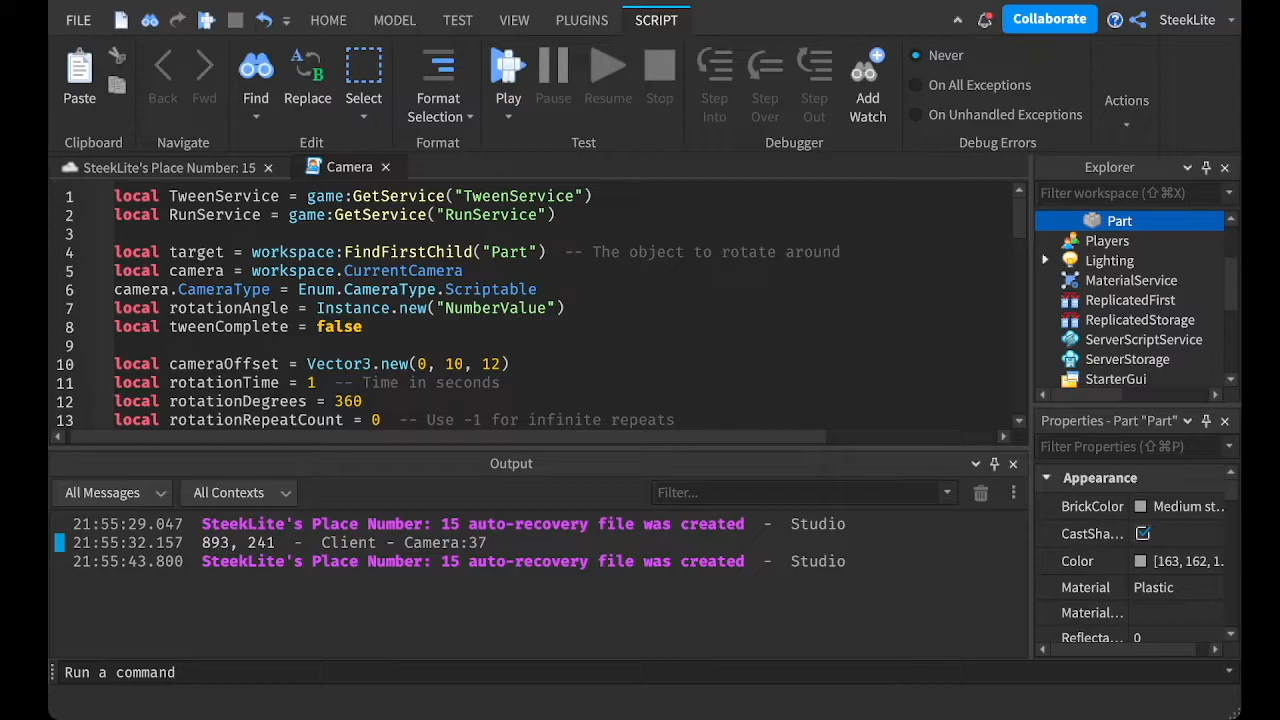 FILE HOME MODEL TEST VIEW PLUGINS SCRIPT Collaborate SteekLite
Paste Back Fwd Find Replace Select Format Selection Play Pause Resume Stop Step Into Step Over Step Out Add Watch
Never
On All Exceptions
On Unhandled Exceptions
Actions
Clipboard Navigate Edit Format Test Debugger Debug Errors
SteekLite's Place Number: 15 Camera
1 local TweenService = game:GetService("TweenService")
2 local RunService = game:GetService("RunService")
3
4 local target = workspace:FindFirstChild("Part") -- The object to rotate around
5 local camera = workspace.CurrentCamera
6 camera.CameraType = Enum.CameraType.Scriptable
7 local rotationAngle = Instance.new("NumberValue")
8 local tweenComplete = false
9
10 local cameraOffset = Vector3.new(0, 10, 12)
11 local rotationTime = 1 -- Time in seconds
12 local rotationDegrees = 360
13 local rotationRepeatCount = 0 -- Use -1 for infinite repeats
Explorer
Filter workspace (⇧⌘X)
Part
Players
Lighting
MaterialService
ReplicatedFirst
ReplicatedStorage
ServerScriptService
ServerStorage
StarterGui
Properties - Part "Part"
Filter Properties (⇧⌘P)
Appearance
BrickColor Medium st...
CastSha...
Color [163, 162, 1...
Material Plastic
Material...
Reflecta... 0
Output
All Messages All Contexts Filter...
21:55:29.047 SteekLite's Place Number: 15 auto-recovery file was created - Studio
21:55:32.157 893, 241 - Client - Camera:37
21:55:43.800 SteekLite's Place Number: 15 auto-recovery file was created - Studio
Run a command